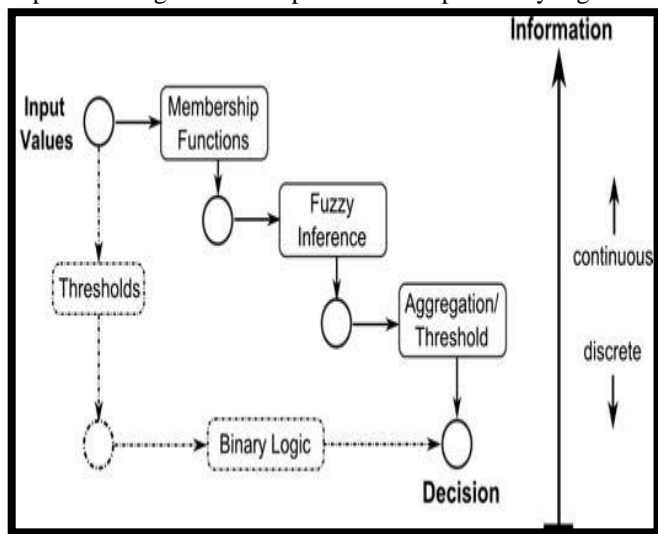 Information
Input
Values
Membership
Functions
Fuzzy
Inference
continuous
Thresholds
Aggregation/
Threshold
discrete
Binary Logic
Decision